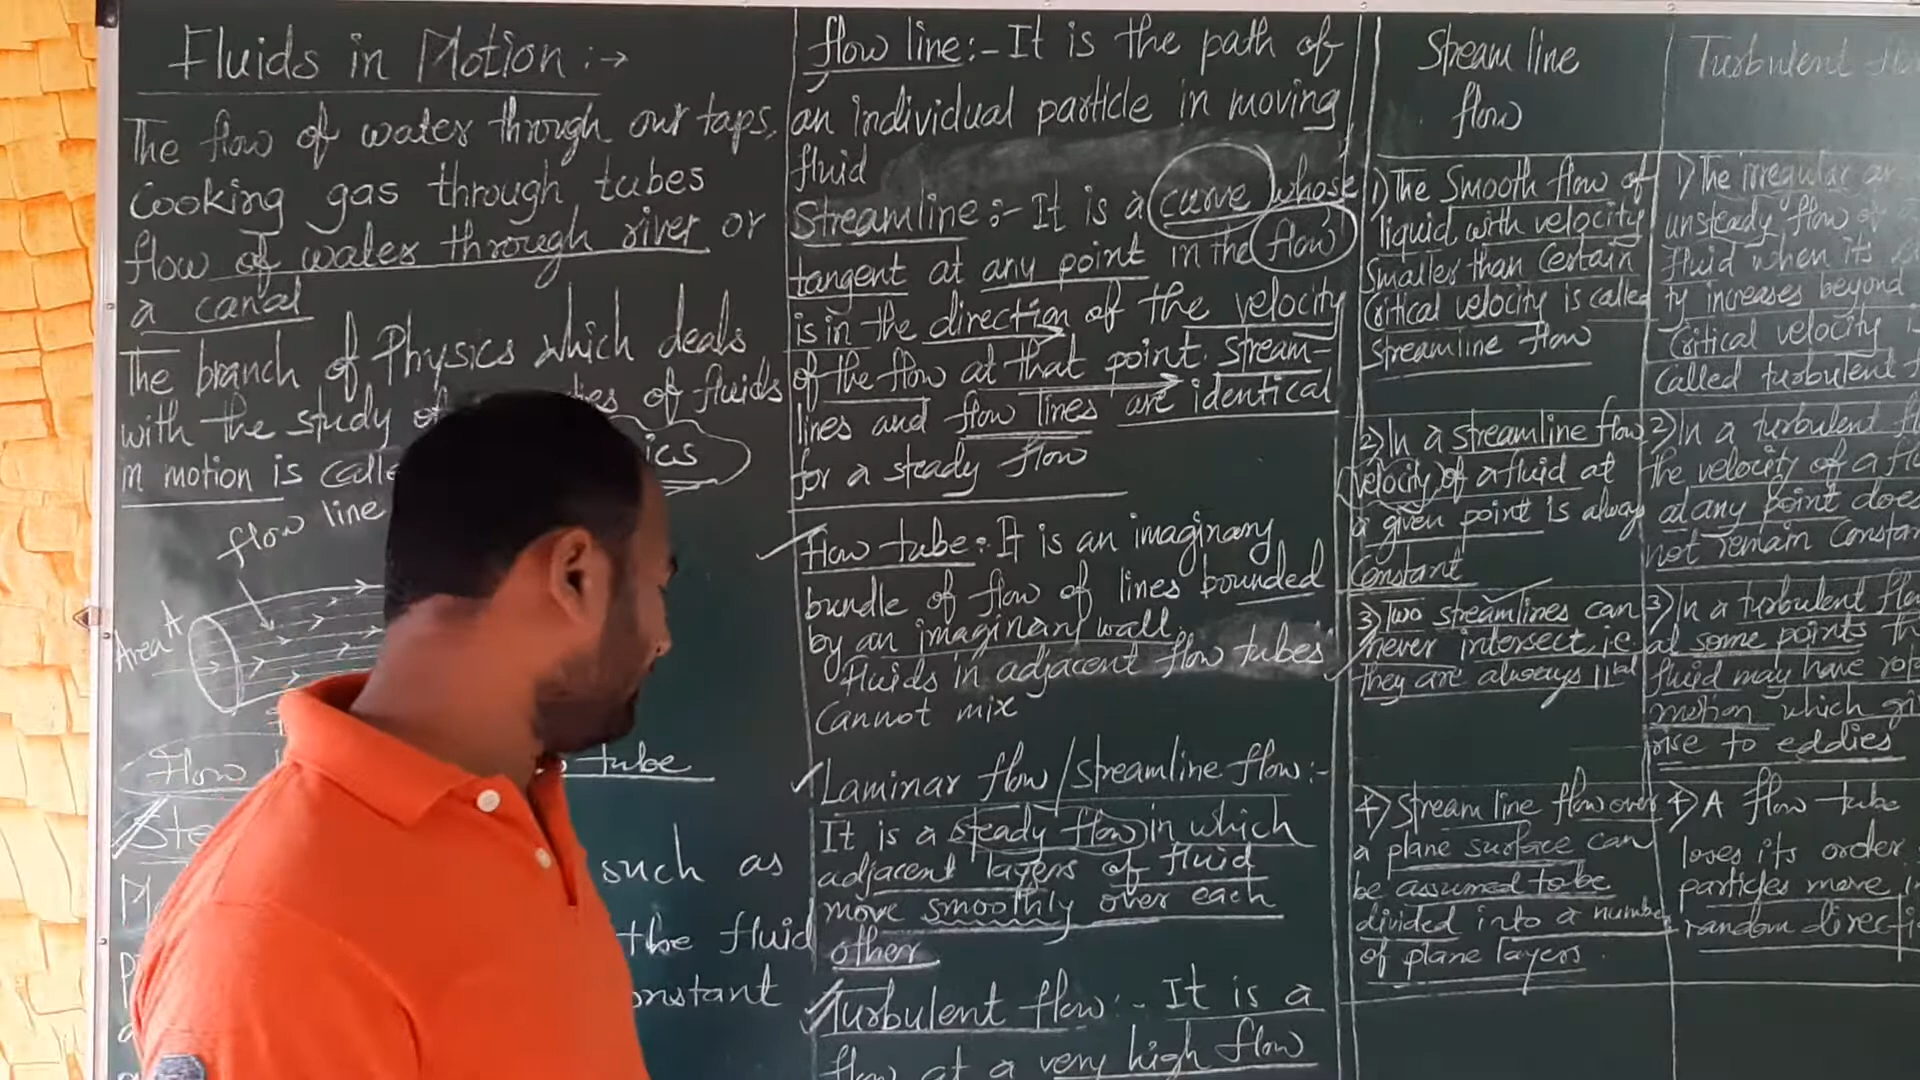 Fluids in Motion :→
The flow of water through our taps,
Cooking gas through tubes
flow of water through river or
a canal
The branch of Physics which deals
with the study of fluids
in motion is
flow line
Area A
Flow
tube
such as
the fluid
flow line:- It is the path of
an individual particle in moving
fluid
Streamline:- It is a curve whose
tangent at any point in the flow
is in the direction of the velocity
of the flow at that point. Stream-
lines and flow lines are identical
for a steady flow
Flow tube:- It is an imaginary
bundle of flow of lines bounded
by an imaginary wall.
Fluids in adjacent flow tubes
Cannot mix
Laminar flow / Streamline flow:-
It is a steady flow in which
adjacent layers of fluid
move smoothly over each
other
Turbulent flow:- It is a
flow at a very high flow
Stream line
flow
1) The Smooth flow of
liquid with velocity
smaller than certain
Critical velocity is called
streamline flow
2) In a streamline flow
velocity of a fluid at
a given point is always
Constant
3) Two streamlines can
never intersect, i.e.
they are always ||al
4) Stream line flow over
a plane surface can
be assumed to be
divided into a number
of plane layers.
Turbulent
1) The irregular
unsteady flow of
fluid when its
ty increases beyond
Critical velocity
Called turbulent
2) In a turbulent
the velocity of a
at any point does
not remain
3) In a turbulent
at some points
fluid may have
motion which
rise to eddies
4) A flow tube
loses its order
particles move
random